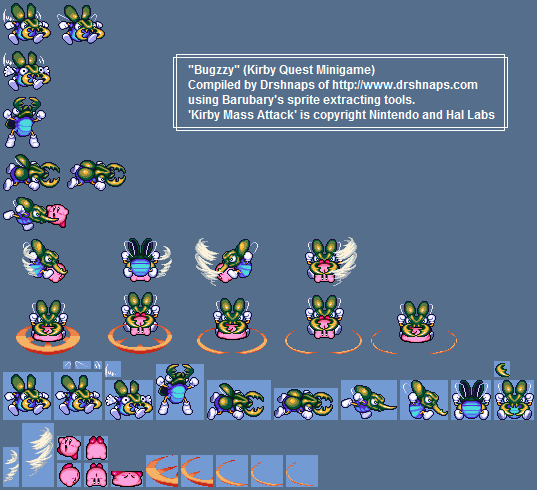 "Bugzzy" (Kirby Quest Minigame)
Compiled by Drshnaps of http://www.drshnaps.com
using Barubary's sprite extracting tools.
'Kirby Mass Attack' is copyright Nintendo and Hal Labs